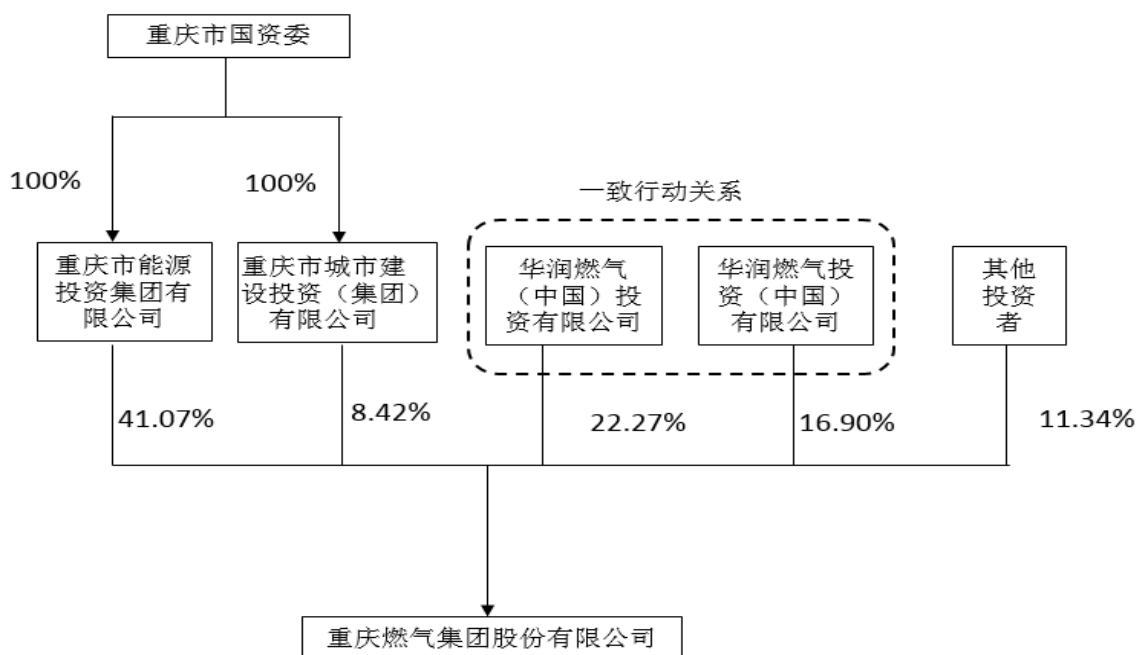 重庆市国资委
100%
100%
一致行动关系
重庆市能源
投资集团有
限公司
重庆市城市建
设投资（集团）
有限公司
华润燃气
（中国）投
资有限公司
华润燃气投
资（中国）
有限公司
其他
投资
者
41.07%
8.42%
22.27%
16.90%
11.34%
重庆燃气集团股份有限公司